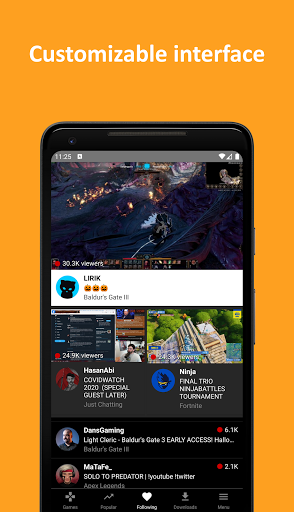 Customizable interface
11:25
30.3K viewers
LIRIK
🎃🎃🎃
Baldur's Gate III
24.9K viewers
24.3K viewers
HasanAbi
COVIDWATCH
2020 (SPECIAL
GUEST LATER)
Just Chatting
Ninja
FINAL TRIO
NINJABATTLES
TOURNAMENT
Fortnite
DansGaming
6.1K
Light Cleric - Baldur's Gate 3 EARLY ACCESS! Hallo...
Baldur's Gate III
MaTaFe_
2.1K
SOLO TO PREDATOR | !youtube !twitter
Apex Legends
Games
Popular
Following
Downloads
Menu